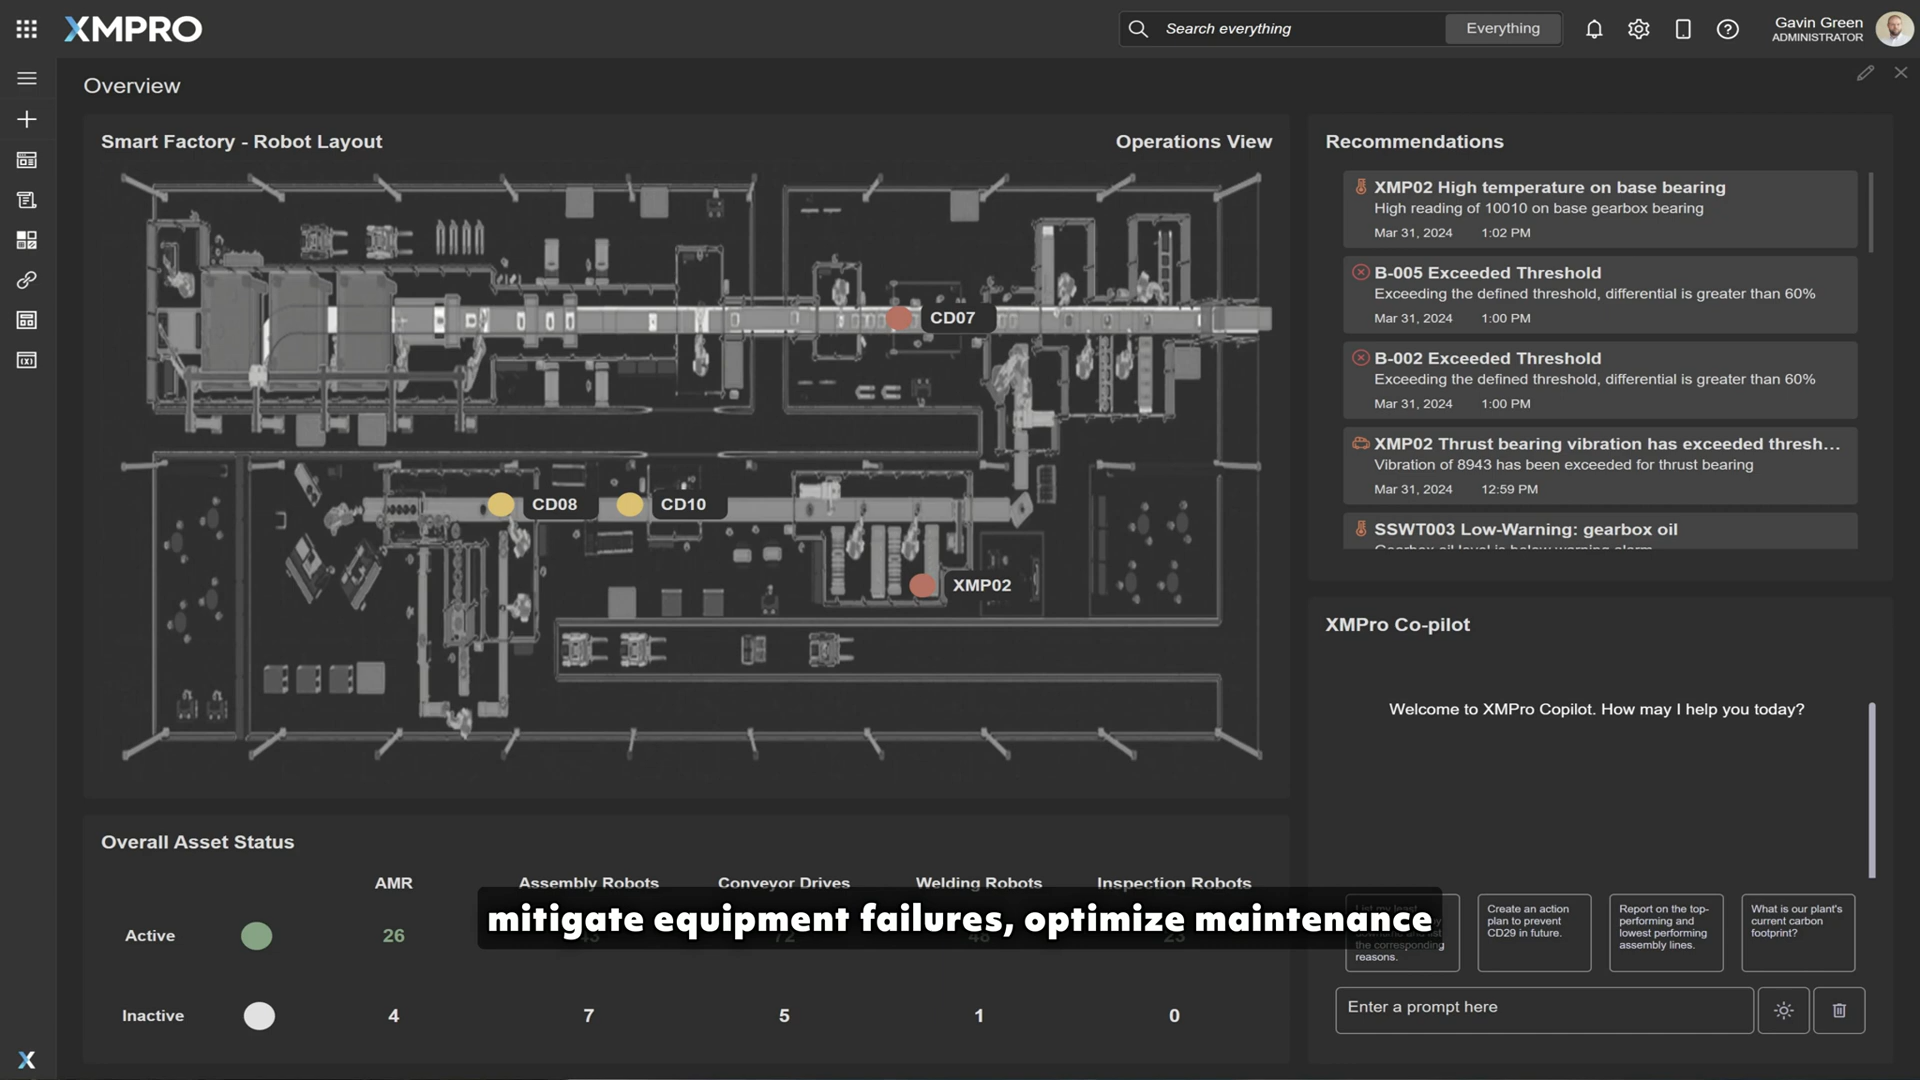 XMPRO
Search everything
Everything
Gavin Green
ADMINISTRATOR
Overview
Smart Factory - Robot Layout
Operations View
CD07
CD08
CD10
XMP02
Recommendations
XMP02 High temperature on base bearing
High reading of 10010 on base gearbox bearing
Mar 31, 2024 1:02 PM
B-005 Exceeded Threshold
Exceeding the defined threshold, differential is greater than 60%
Mar 31, 2024 1:00 PM
B-002 Exceeded Threshold
Exceeding the defined threshold, differential is greater than 60%
Mar 31, 2024 1:00 PM
XMP02 Thrust bearing vibration has exceeded thresh...
Vibration of 8943 has been exceeded for thrust bearing
Mar 31, 2024 12:59 PM
SSWT003 Low-Warning: gearbox oil
Gearbox oil level is below warning alarm
XMPro Co-pilot
Welcome to XMPro Copilot. How may I help you today?
the corresponding
reasons.
Create an action
plan to prevent
CD29 in future.
Report on the top-
performing and
lowest performing
assembly lines.
What is our plant's
current carbon
footprint?
Enter a prompt here
Overall Asset Status
AMR Assembly Robots Conveyor Drives Welding Robots Inspection Robots
Active 26
mitigate equipment failures, optimize maintenance
Inactive 4 7 5 1 0